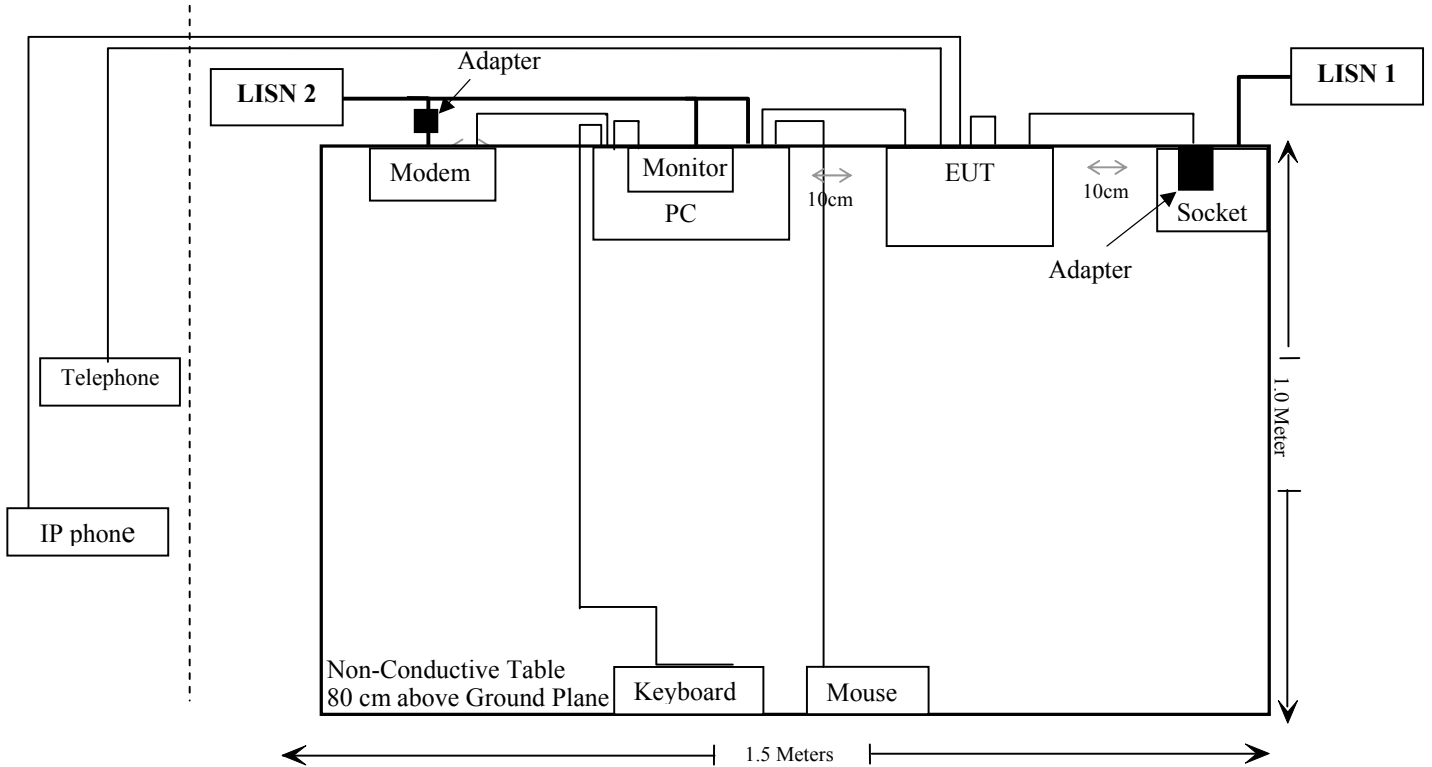 Adapter
LISN 1
LISN 2
Modem
Monitor
PC
EUT
10cm
10cm
Socket
Adapter
Telephone
1.0 Meter
IP phone
Non-Conductive Table
80 cm above Ground Plane
Keyboard
Mouse
1.5 Meters